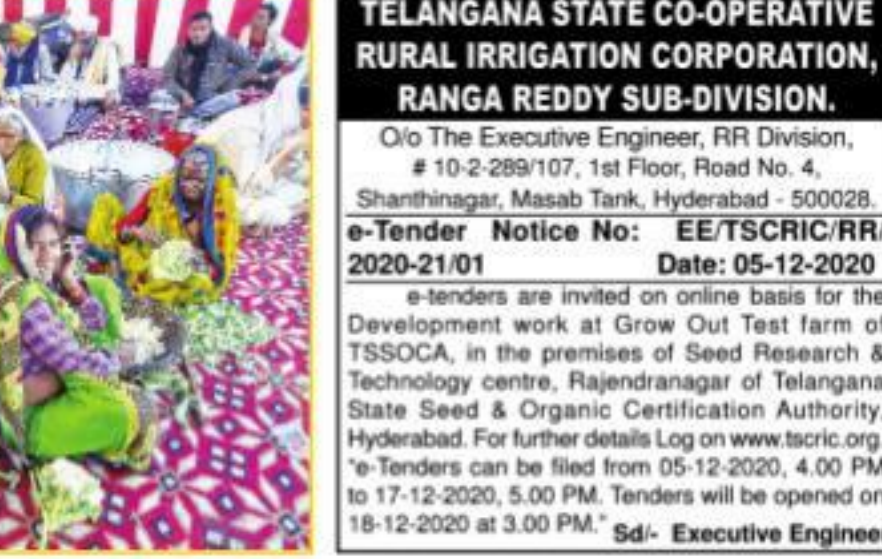 TELANGANA STATE CO-OPERATIVE
RURAL IRRIGATION CORPORATION,
RANGA REDDY SUB-DIVISION.
O/o The Executive Engineer, RR Division,
# 10-2-289/107, 1st Floor, Road No. 4,
Shanthinagar, Masab Tank, Hyderabad - 500028.
e-Tender Notice No: EE/TSCRIC/RR/
2020-21/01 Date: 05-12-2020
e-tenders are invited on online basis for the
Development work at Grow Out Test farm of
TSSOCA, in the premises of Seed Research &
Technology centre, Rajendranagar of Telangana
State Seed & Organic Certification Authority,
Hyderabad. For further details Log on www.tscric.org.
"e-Tenders can be filed from 05-12-2020, 4.00 PM
to 17-12-2020, 5.00 PM. Tenders will be opened on
18-12-2020 at 3.00 PM." Sd/- Executive Engineer